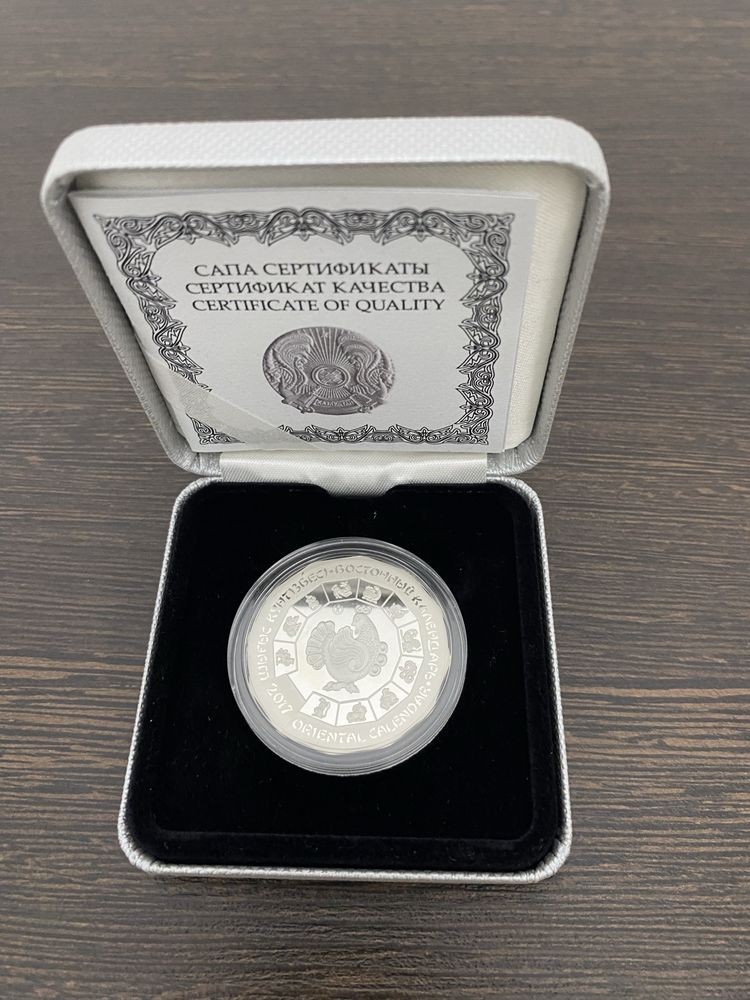 САПА СЕРТИФИКАТЫ
СЕРТИФИКАТ КАЧЕСТВА
CERTIFICATE OF QUALITY
ШЫҒЫС КҮНТІЗБЕСІ • ВОСТОЧНЫЙ КАЛЕНДАРЬ •
2017 ORIENTAL CALENDAR